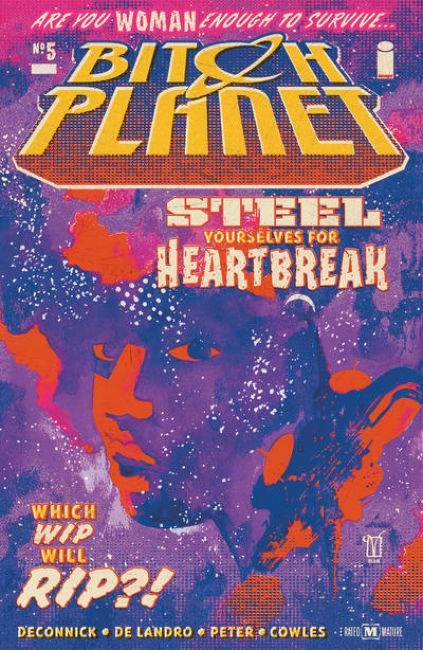 ARE YOU WOMAN ENOUGH TO SURVIVE..
Nº5
BITCH
PLANET
STEEL
YOURSELVES FOR
HEARTBREAK
WHICH
WIP
WILL
RIP?!
DECONNICK • DE LANDRO • PETER • COWLES
RATED M MATURE